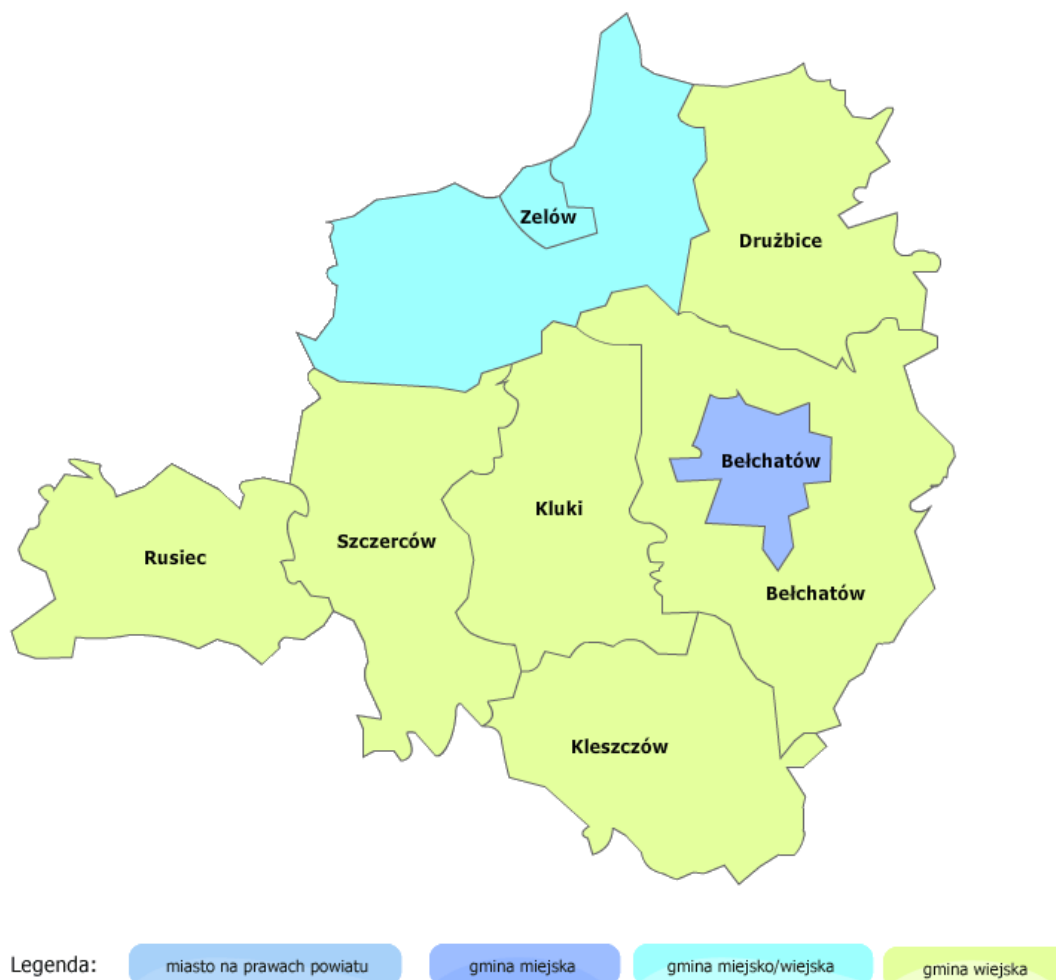 Zelów
Drużbice
Bełchatów
Kluki
Szczerców
Rusiec
Bełchatów
Kleszczów
Legenda:
miasto na prawach powiatu
gmina miejska
gmina miejsko/wiejska
gmina wiejska